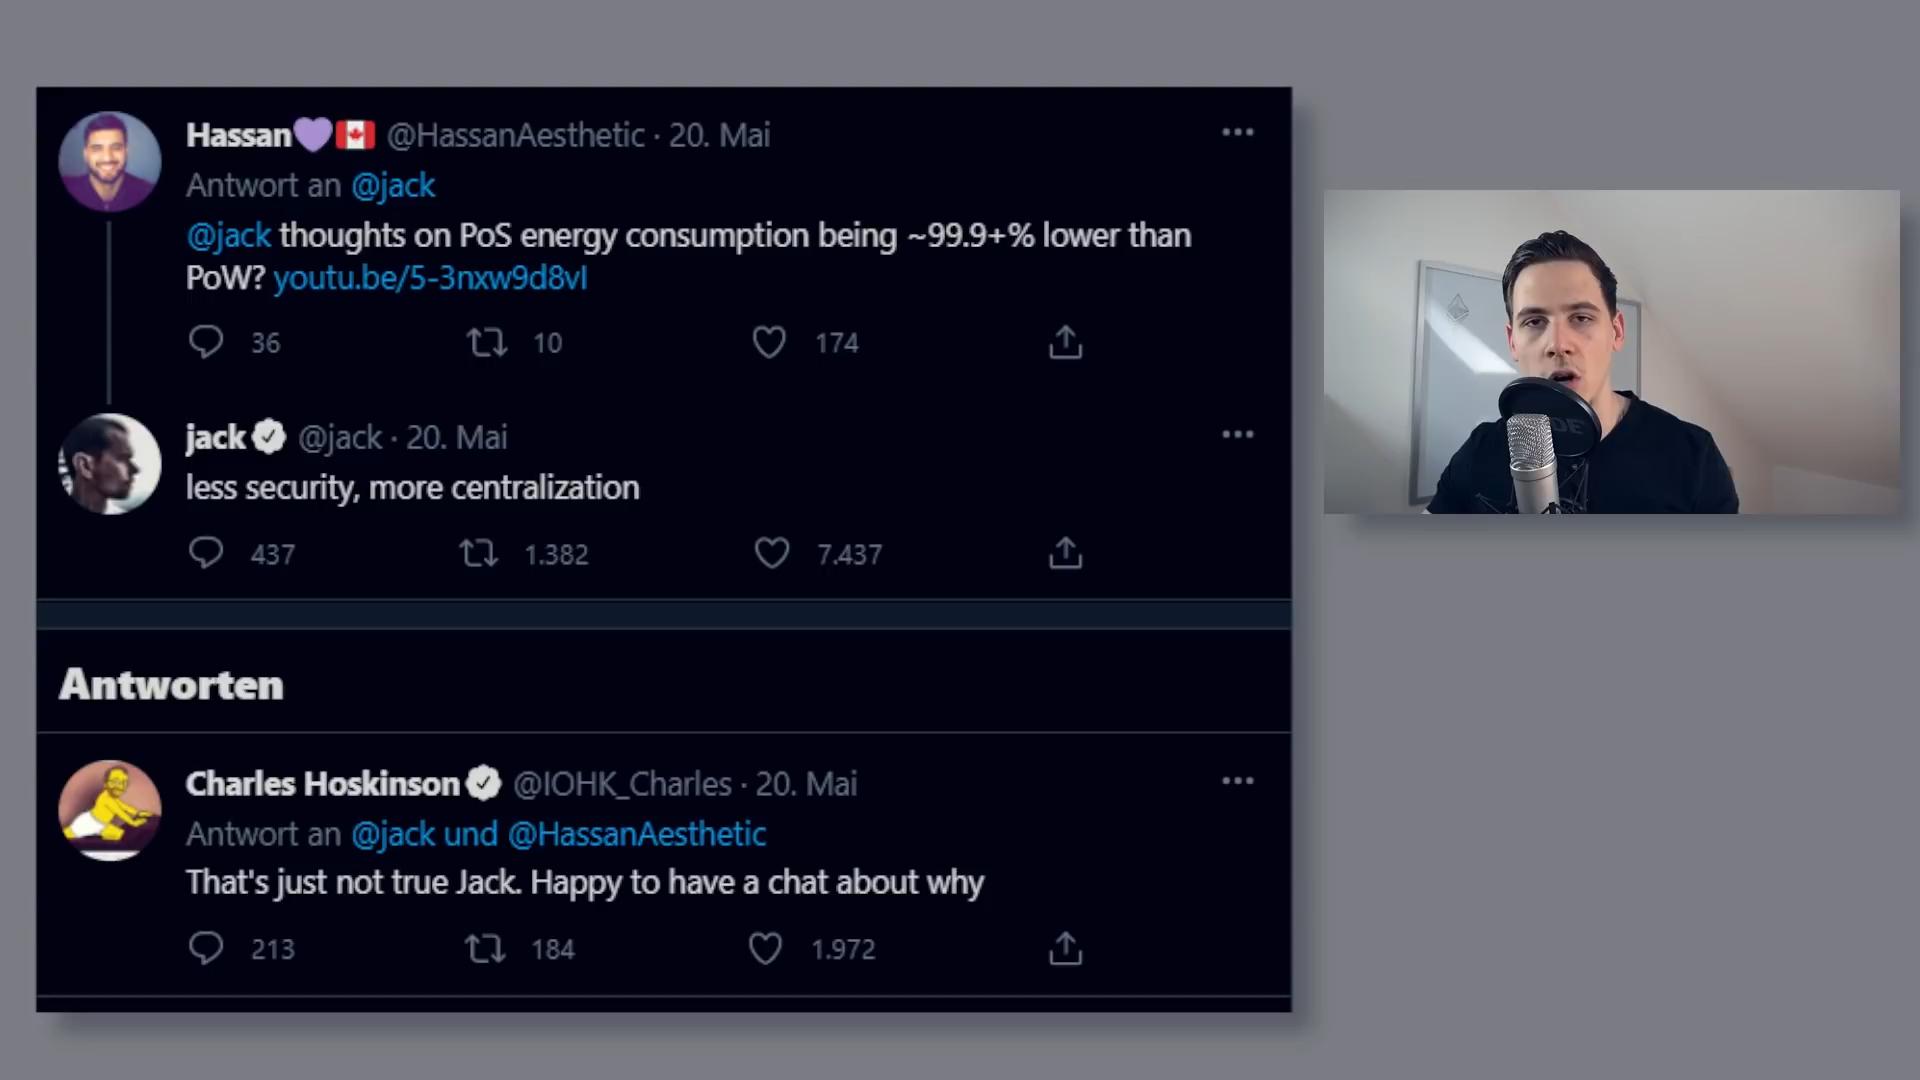 Hassan💜🇨🇦 @HassanAesthetic · 20. Mai
Antwort an @jack
@jack thoughts on PoS energy consumption being ~99.9+% lower than
PoW? youtu.be/5-3nxw9d8vI
36 10 174
jack @jack · 20. Mai
less security, more centralization
437 1.382 7.437
Antworten
Charles Hoskinson @IOHK_Charles · 20. Mai
Antwort an @jack und @HassanAesthetic
That's just not true Jack. Happy to have a chat about why
213 184 1.972